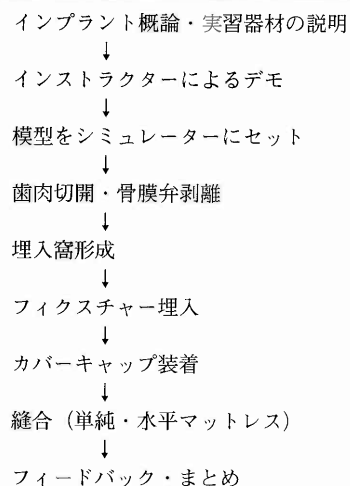 インプラント概論・実習器材の説明
↓
インストラクターによるデモ
↓
模型をシミュレーターにセット
↓
歯肉切開・骨膜弁剥離
↓
埋入窩形成
↓
フィクスチャー埋入
↓
カバーキャップ装着
↓
縫合（単純・水平マットレス）
↓
フィードバック・まとめ